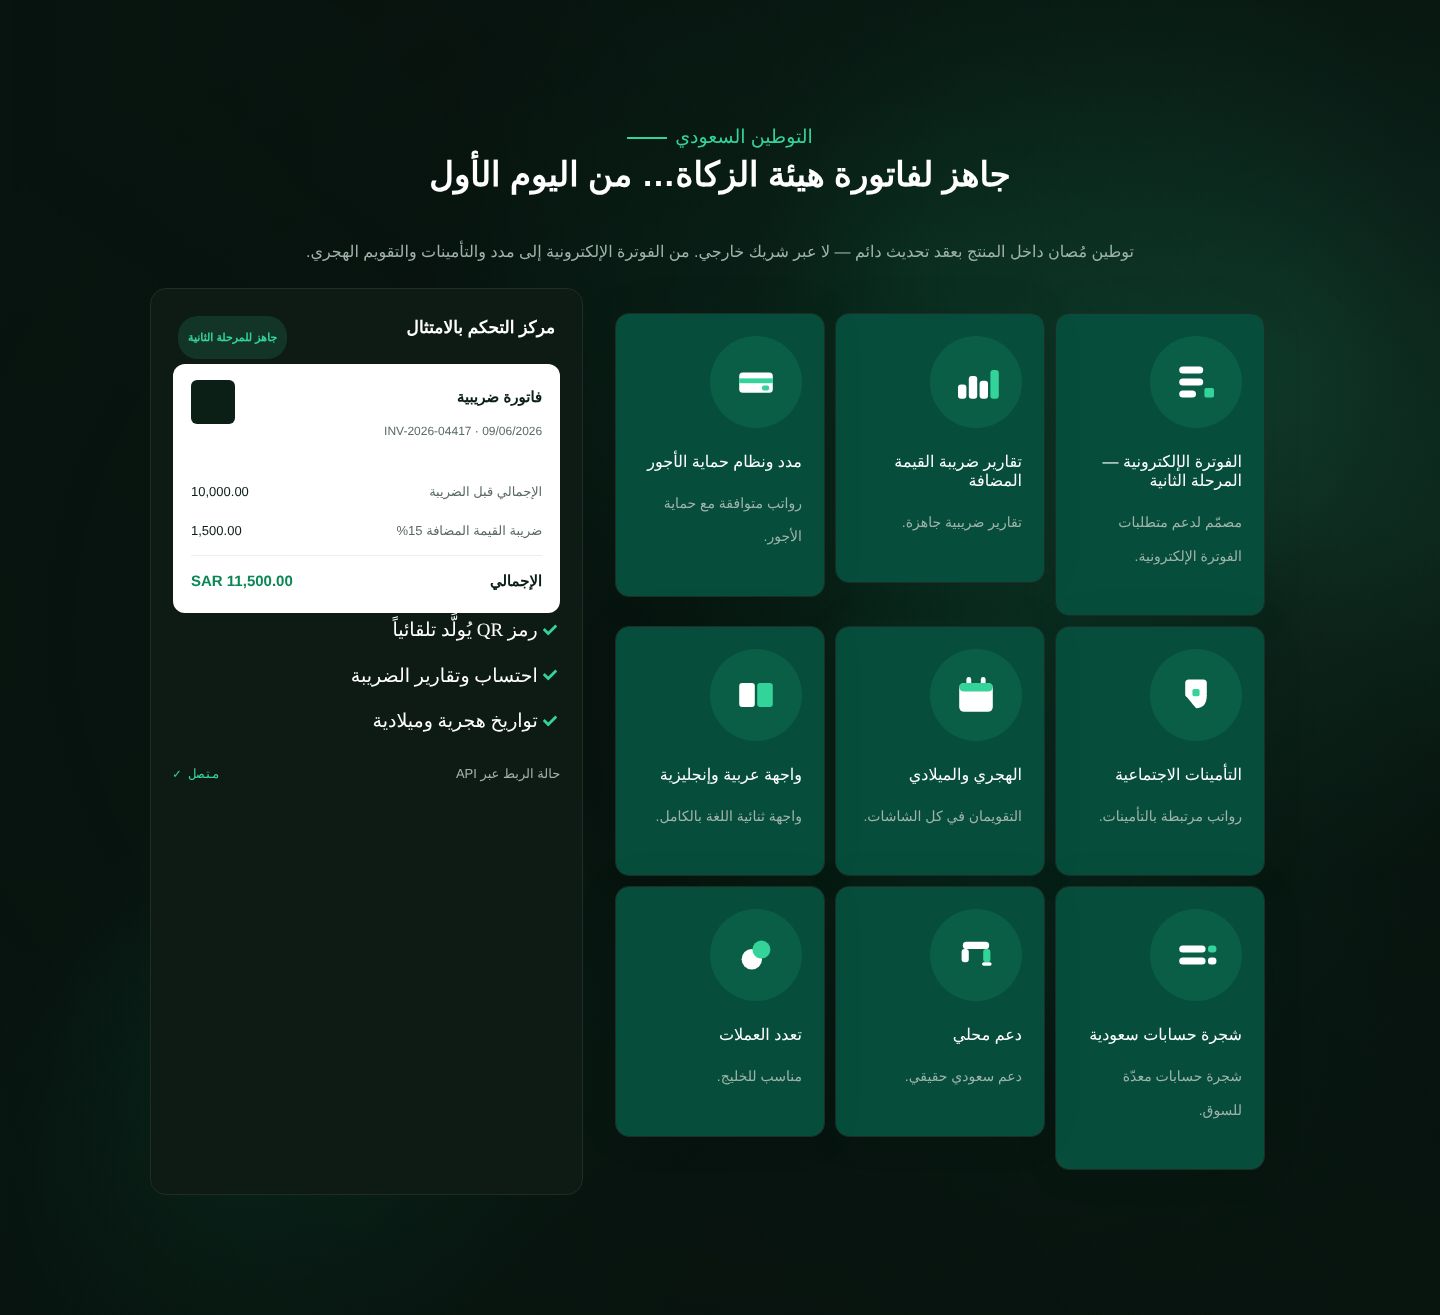 التوطين السعودي
جاهز لفاتورة هيئة الزكاة... من اليوم الأول
توطين مُصان داخل المنتج بعقد تحديث دائم — لا عبر شريك خارجي. من الفوترة الإلكترونية إلى مدد والتأمينات والتقويم الهجري.
الفوترة الإلكترونية —
المرحلة الثانية
مصمّم لدعم متطلبات
الفوترة الإلكترونية.
تقارير ضريبة القيمة
المضافة
تقارير ضريبية جاهزة.
مدد ونظام حماية الأجور
رواتب متوافقة مع حماية
الأجور.
التأمينات الاجتماعية
رواتب مرتبطة بالتأمينات.
الهجري والميلادي
التقويمان في كل الشاشات.
واجهة عربية وإنجليزية
واجهة ثنائية اللغة بالكامل.
شجرة حسابات سعودية
شجرة حسابات معدّة
للسوق.
دعم محلي
دعم سعودي حقيقي.
تعدد العملات
مناسب للخليج.
مركز التحكم بالامتثال
جاهز للمرحلة الثانية
فاتورة ضريبية
INV-2026-04417 · 09/06/2026
الإجمالي قبل الضريبة 10,000.00
ضريبة القيمة المضافة 15% 1,500.00
الإجمالي SAR 11,500.00
✓ رمز QR يُولَّد تلقائياً
✓ احتساب وتقارير الضريبة
✓ تواريخ هجرية وميلادية
حالة الربط عبر API متصل ✓